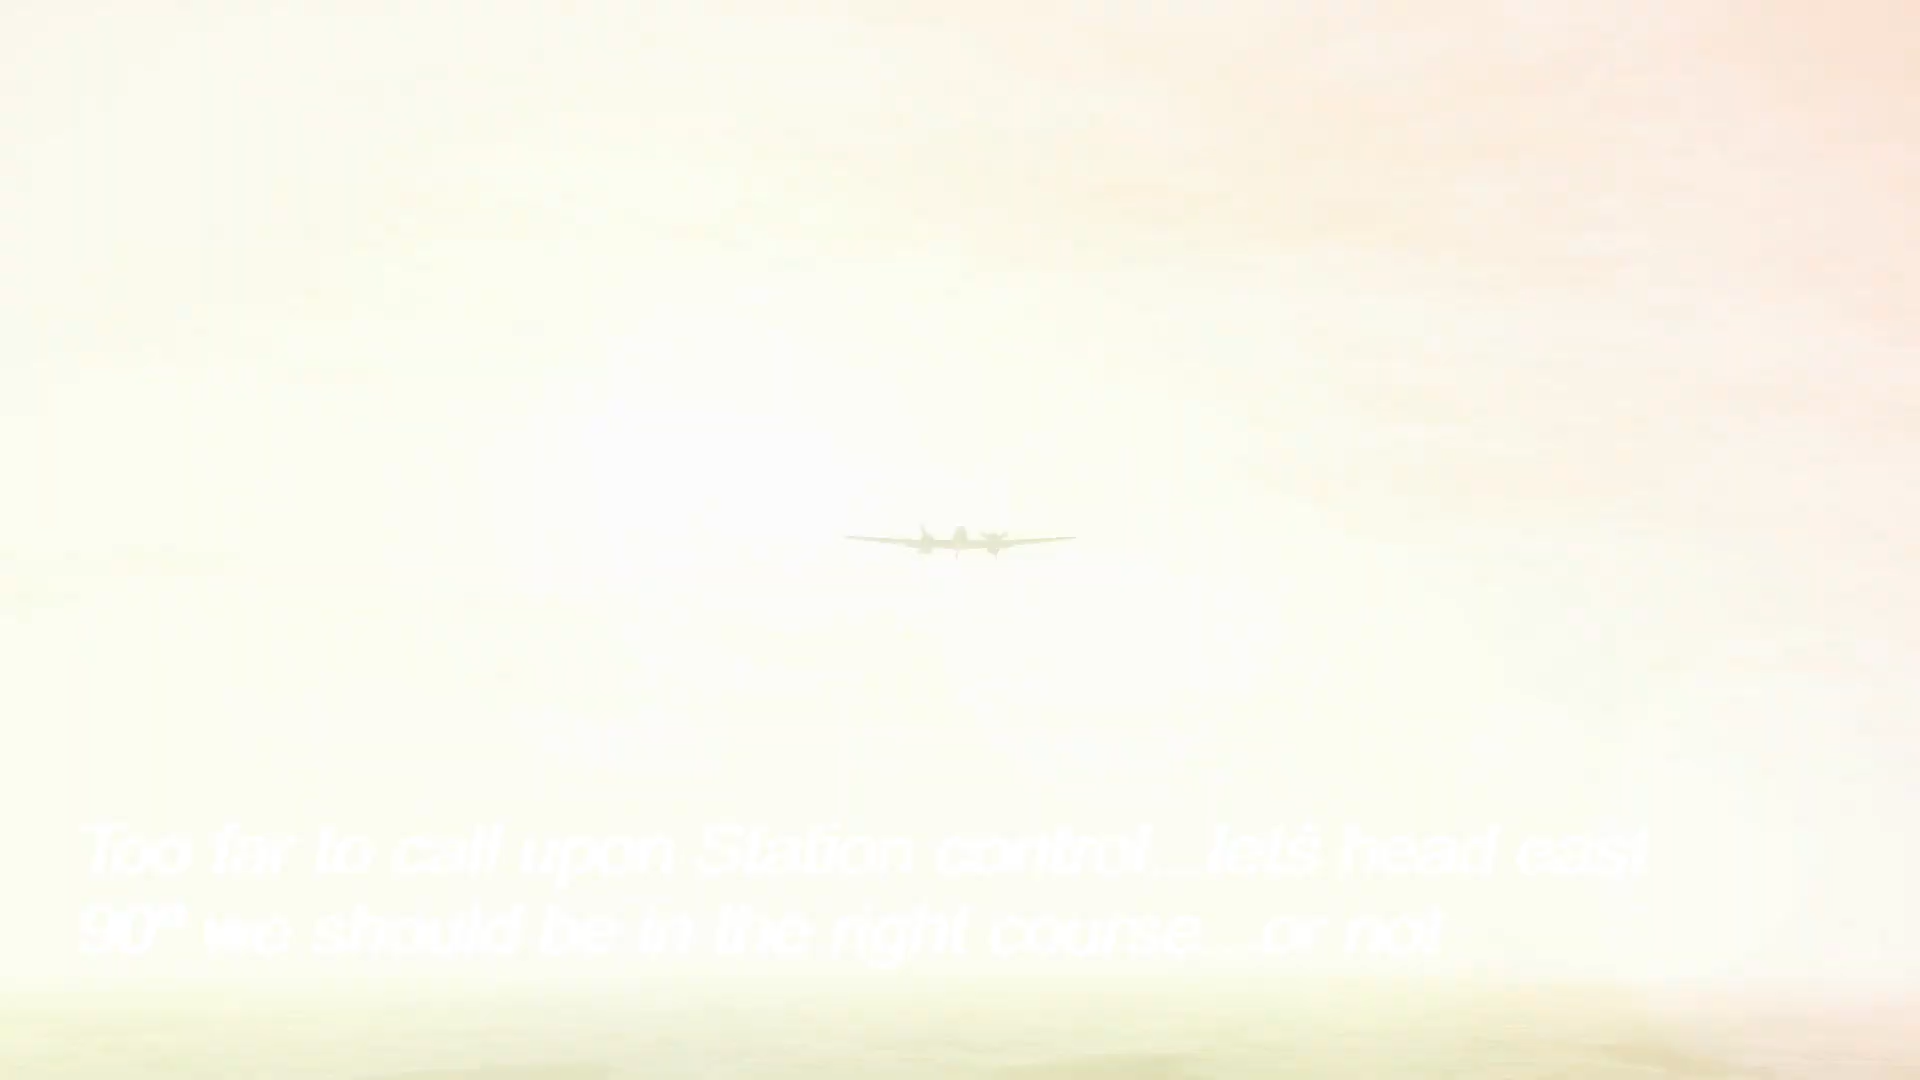 Too far to call upon Station control...lets head east
90º we should be in the right course...or not